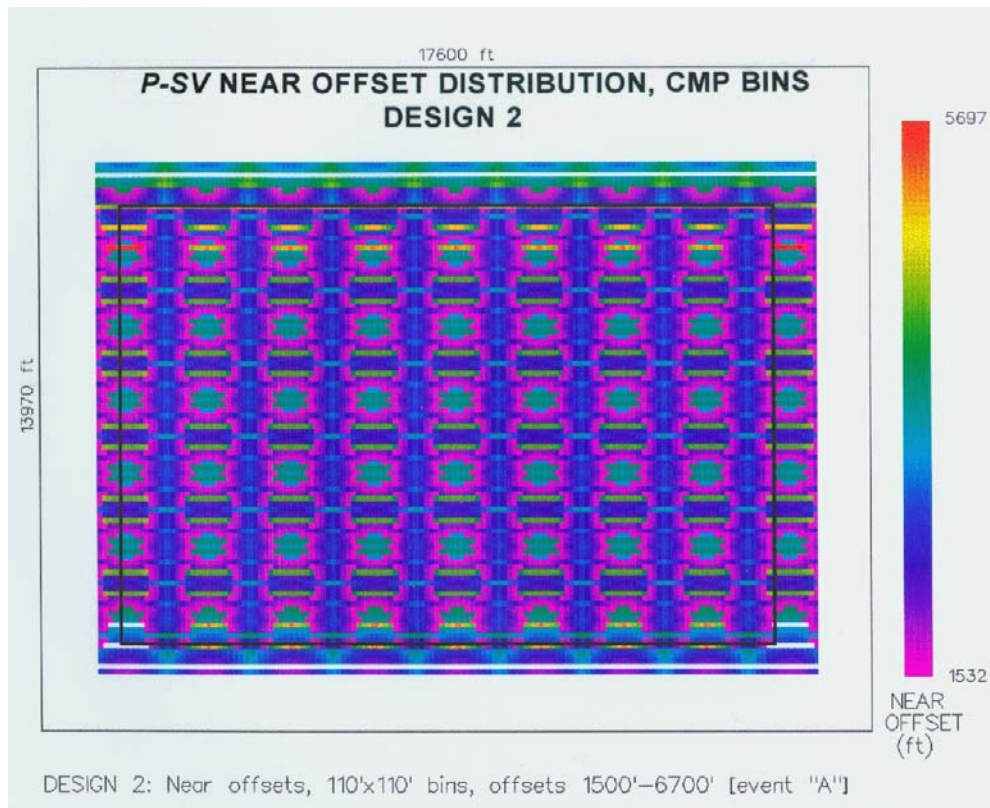 17600 ft
P-SV NEAR OFFSET DISTRIBUTION, CMP BINS
DESIGN 2
5697
13970 ft
1532
NEAR
OFFSET
(ft)
DESIGN 2: Near offsets, 110'x110' bins, offsets 1500'-6700' [event "A"]